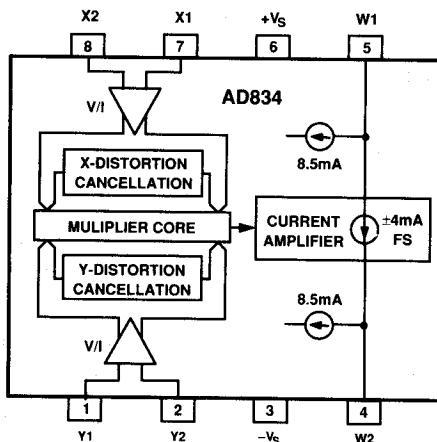 X2 X1 +VS W1
8 7 6 5
V/I
AD834
8.5mA
X-DISTORTION
CANCELLATION
MULIPLIER CORE
CURRENT
AMPLIFIER
±4mA
FS
Y-DISTORTION
CANCELLATION
8.5mA
V/I
1 2 3 4
Y1 Y2 −VS W2